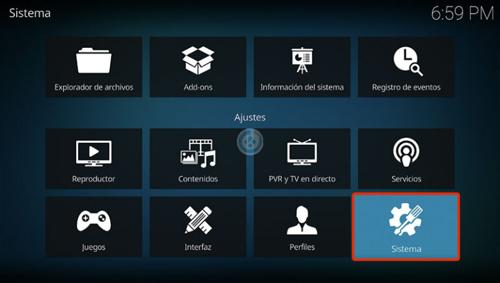 Sistema
6:59 PM
Explorador de archivos
Add-ons
Información del sistema
Registro de eventos
Ajustes
Reproductor
Contenidos
PVR y TV en directo
Servicios
Juegos
Interfaz
Perfiles
Sistema